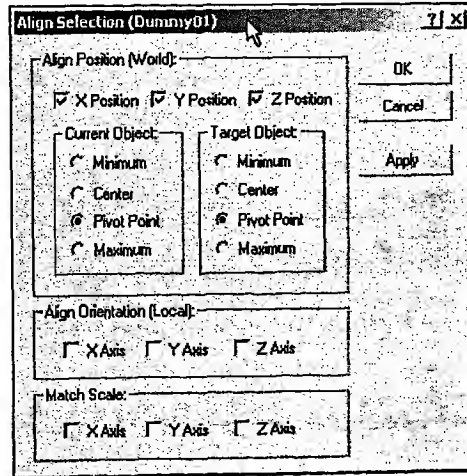 Align Selection (Dummy01)
Align Position (World):
X Position Y Position Z Position
Current Object:
Minimum
Center
Pivot Point
Maximum
Target Object:
Minimum
Center
Pivot Point
Maximum
OK
Cancel
Apply
Align Orientation (Local):
X Axis Y Axis Z Axis
Match Scale:
X Axis Y Axis Z Axis